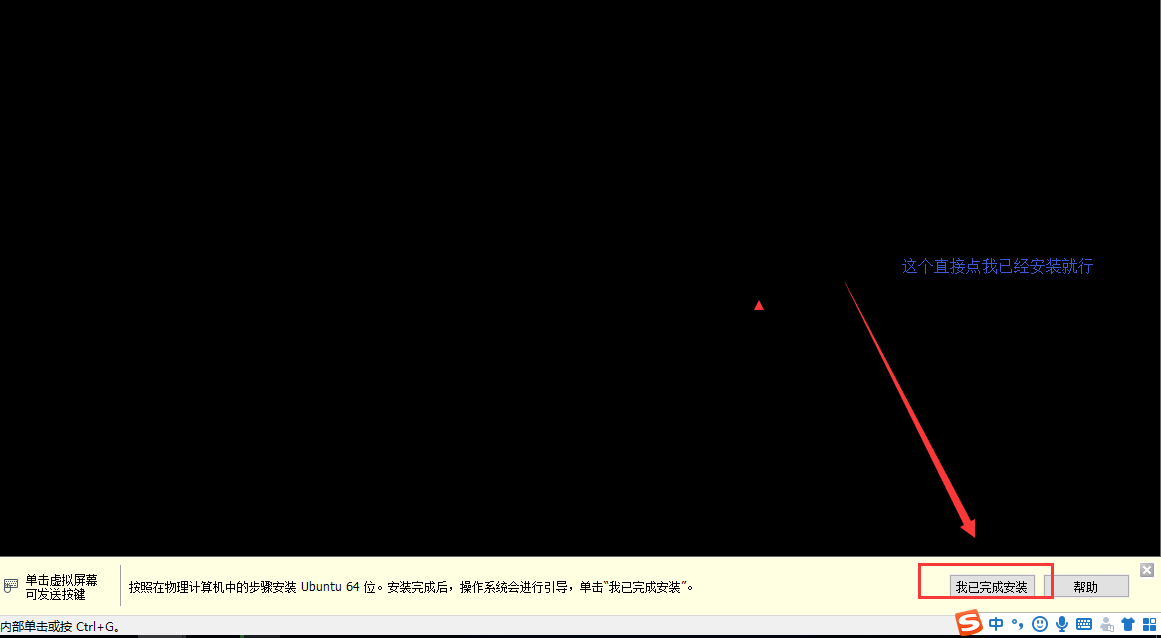 这个直接点我已经安装就行
单击虚拟屏幕
可发送按键
按照在物理计算机中的步骤安装 Ubuntu 64 位。安装完成后，操作系统会进行引导，单击“我已完成安装”。
我已完成安装
帮助
内部单击或按 Ctrl+G。
S 中